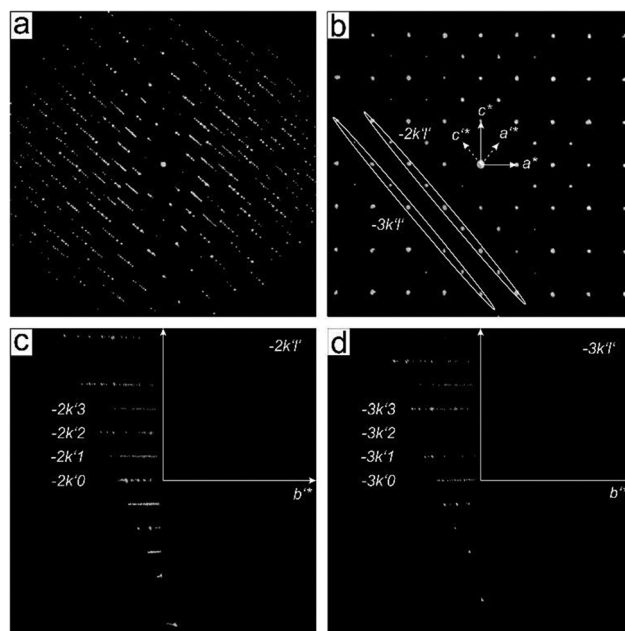 a
b
c*
-2k'l'
c'*
a'*
a*
-3k'l'
c
-2k'l'
-2k'3
-2k'2
-2k'1
-2k'0
b'*
d
-3k'l'
-3k'3
-3k'2
-3k'1
-3k'0
b'*